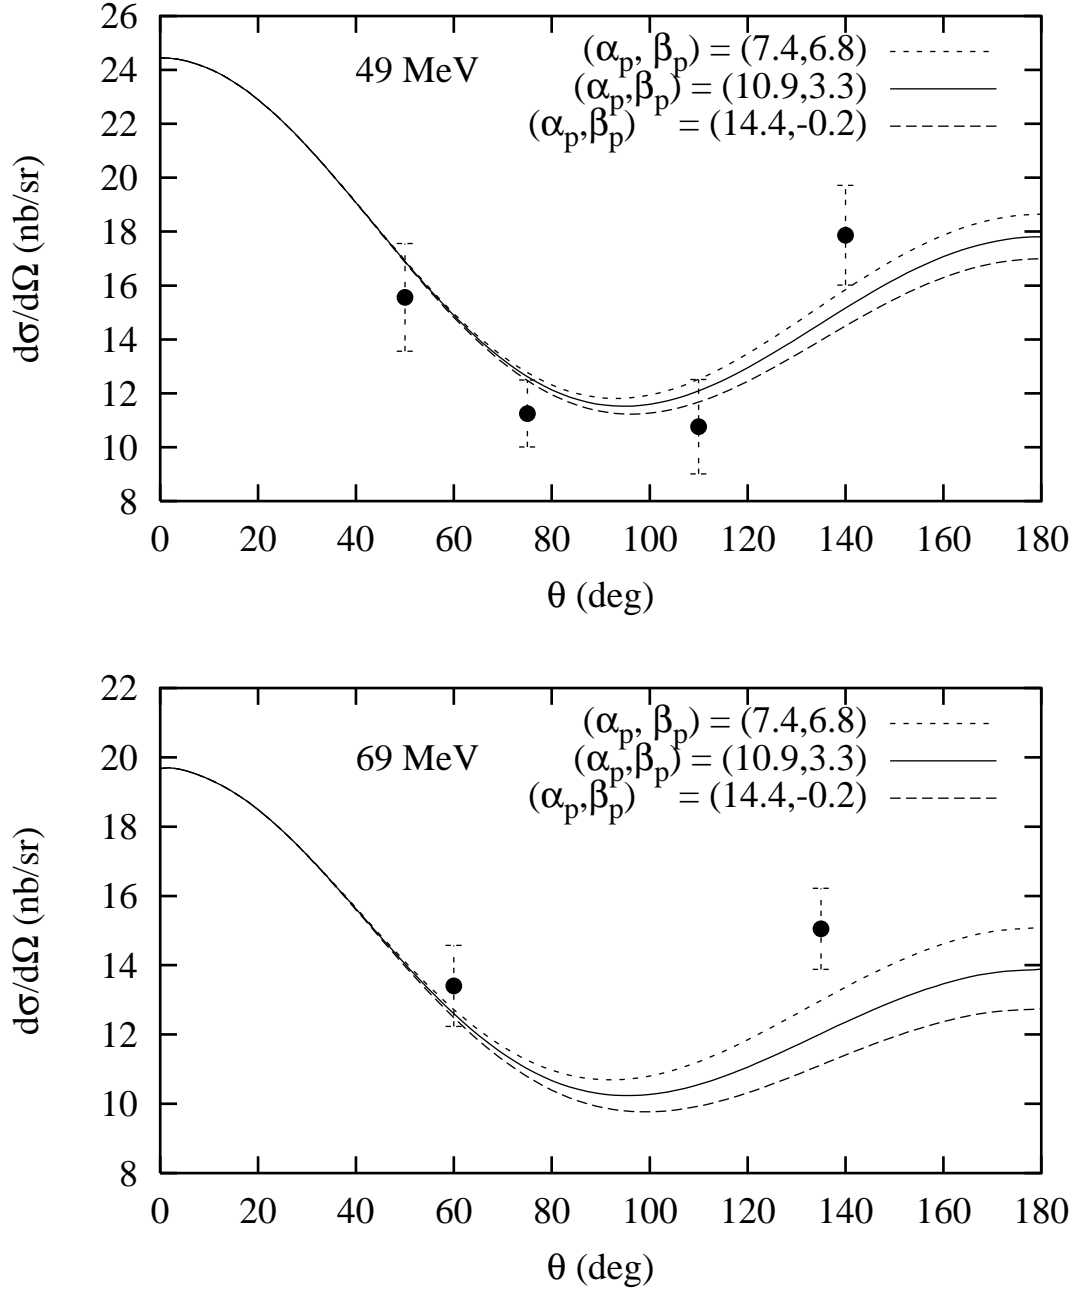 26
24
22
20
18
16
14
12
10
8
dσ/dΩ (nb/sr)
49 MeV
(αp, βp) = (7.4,6.8)
(αp,βp) = (10.9,3.3)
(αp,βp) = (14.4,-0.2)
0 20 40 60 80 100 120 140 160 180
θ (deg)
22
20
18
16
14
12
10
8
dσ/dΩ (nb/sr)
69 MeV
(αp, βp) = (7.4,6.8)
(αp,βp) = (10.9,3.3)
(αp,βp) = (14.4,-0.2)
0 20 40 60 80 100 120 140 160 180
θ (deg)